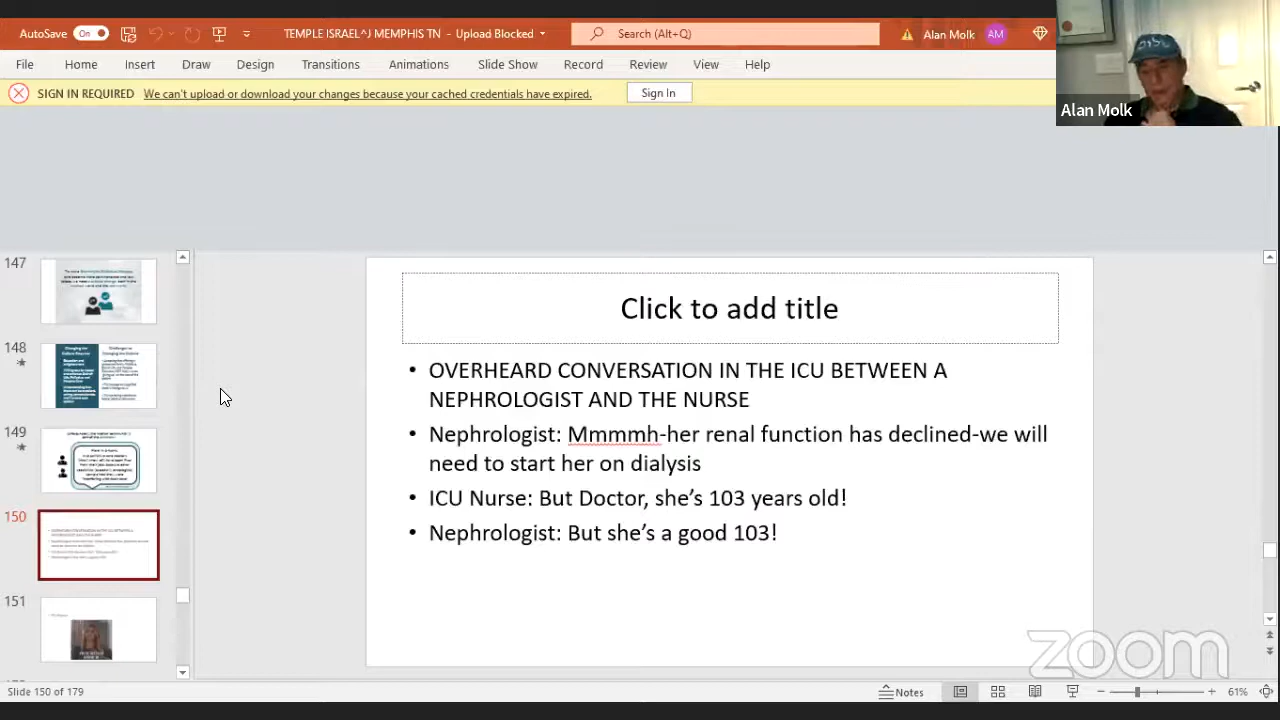 AutoSave On TEMPLE ISRAEL^J MEMPHIS TN - Upload Blocked Search (Alt+Q) Alan Molk AM
File Home Insert Draw Design Transitions Animations Slide Show Record Review View Help
SIGN IN REQUIRED We can't upload or download your changes because your cached credentials have expired. Sign In
Alan Molk
147
148
149
150
151
Click to add title
• OVERHEARD CONVERSATION IN THE ICU BETWEEN A
NEPHROLOGIST AND THE NURSE
• Nephrologist: Mmmmh-her renal function has declined-we will
need to start her on dialysis
• ICU Nurse: But Doctor, she's 103 years old!
• Nephrologist: But she's a good 103!
zoom
Slide 150 of 179 Notes 61%